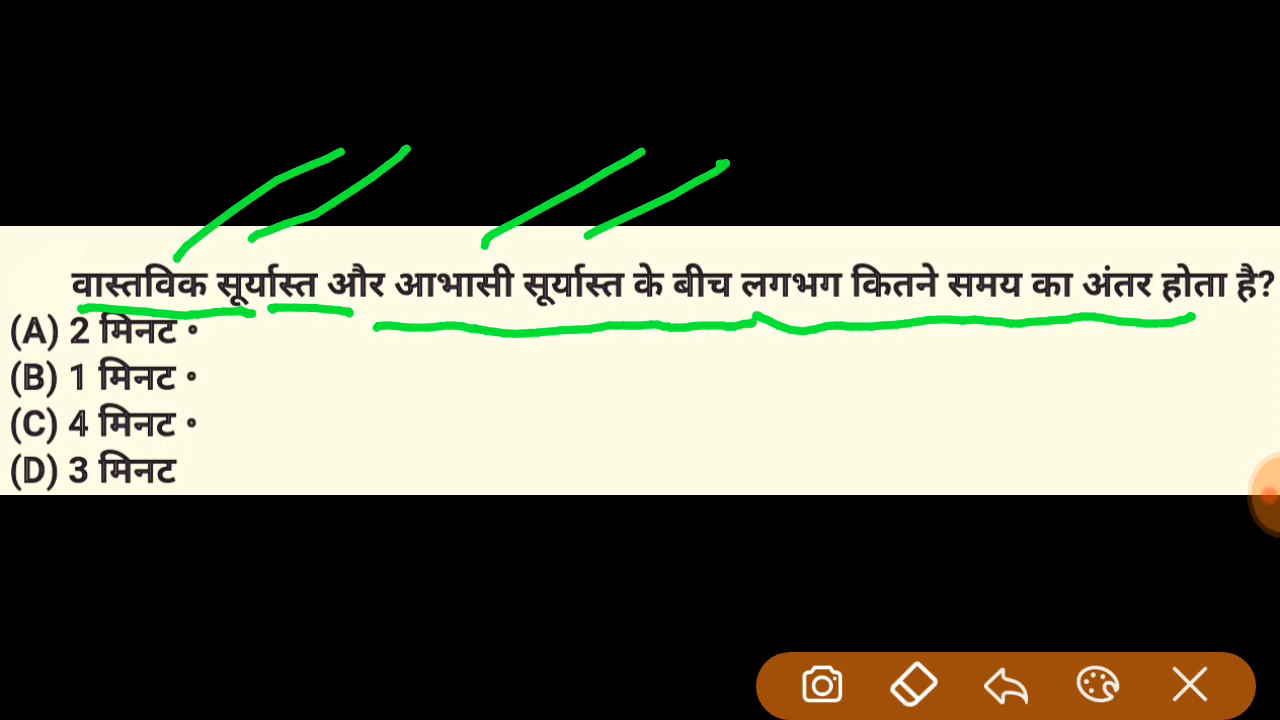 वास्तविक सूर्यास्त और आभासी सूर्यास्त के बीच लगभग कितने समय का अंतर होता है?
(A) 2 मिनट •
(B) 1 मिनट •
(C) 4 मिनट •
(D) 3 मिनट